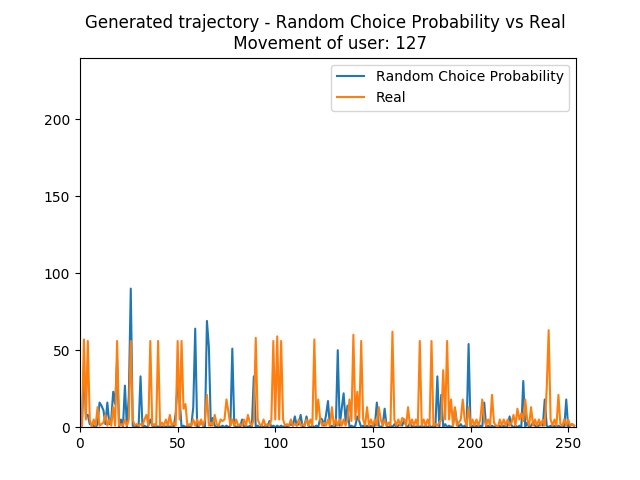 Generated trajectory - Random Choice Probability vs Real
Movement of user: 127
Random Choice Probability
Real
200
150
100
50
0
0 50 100 150 200 250